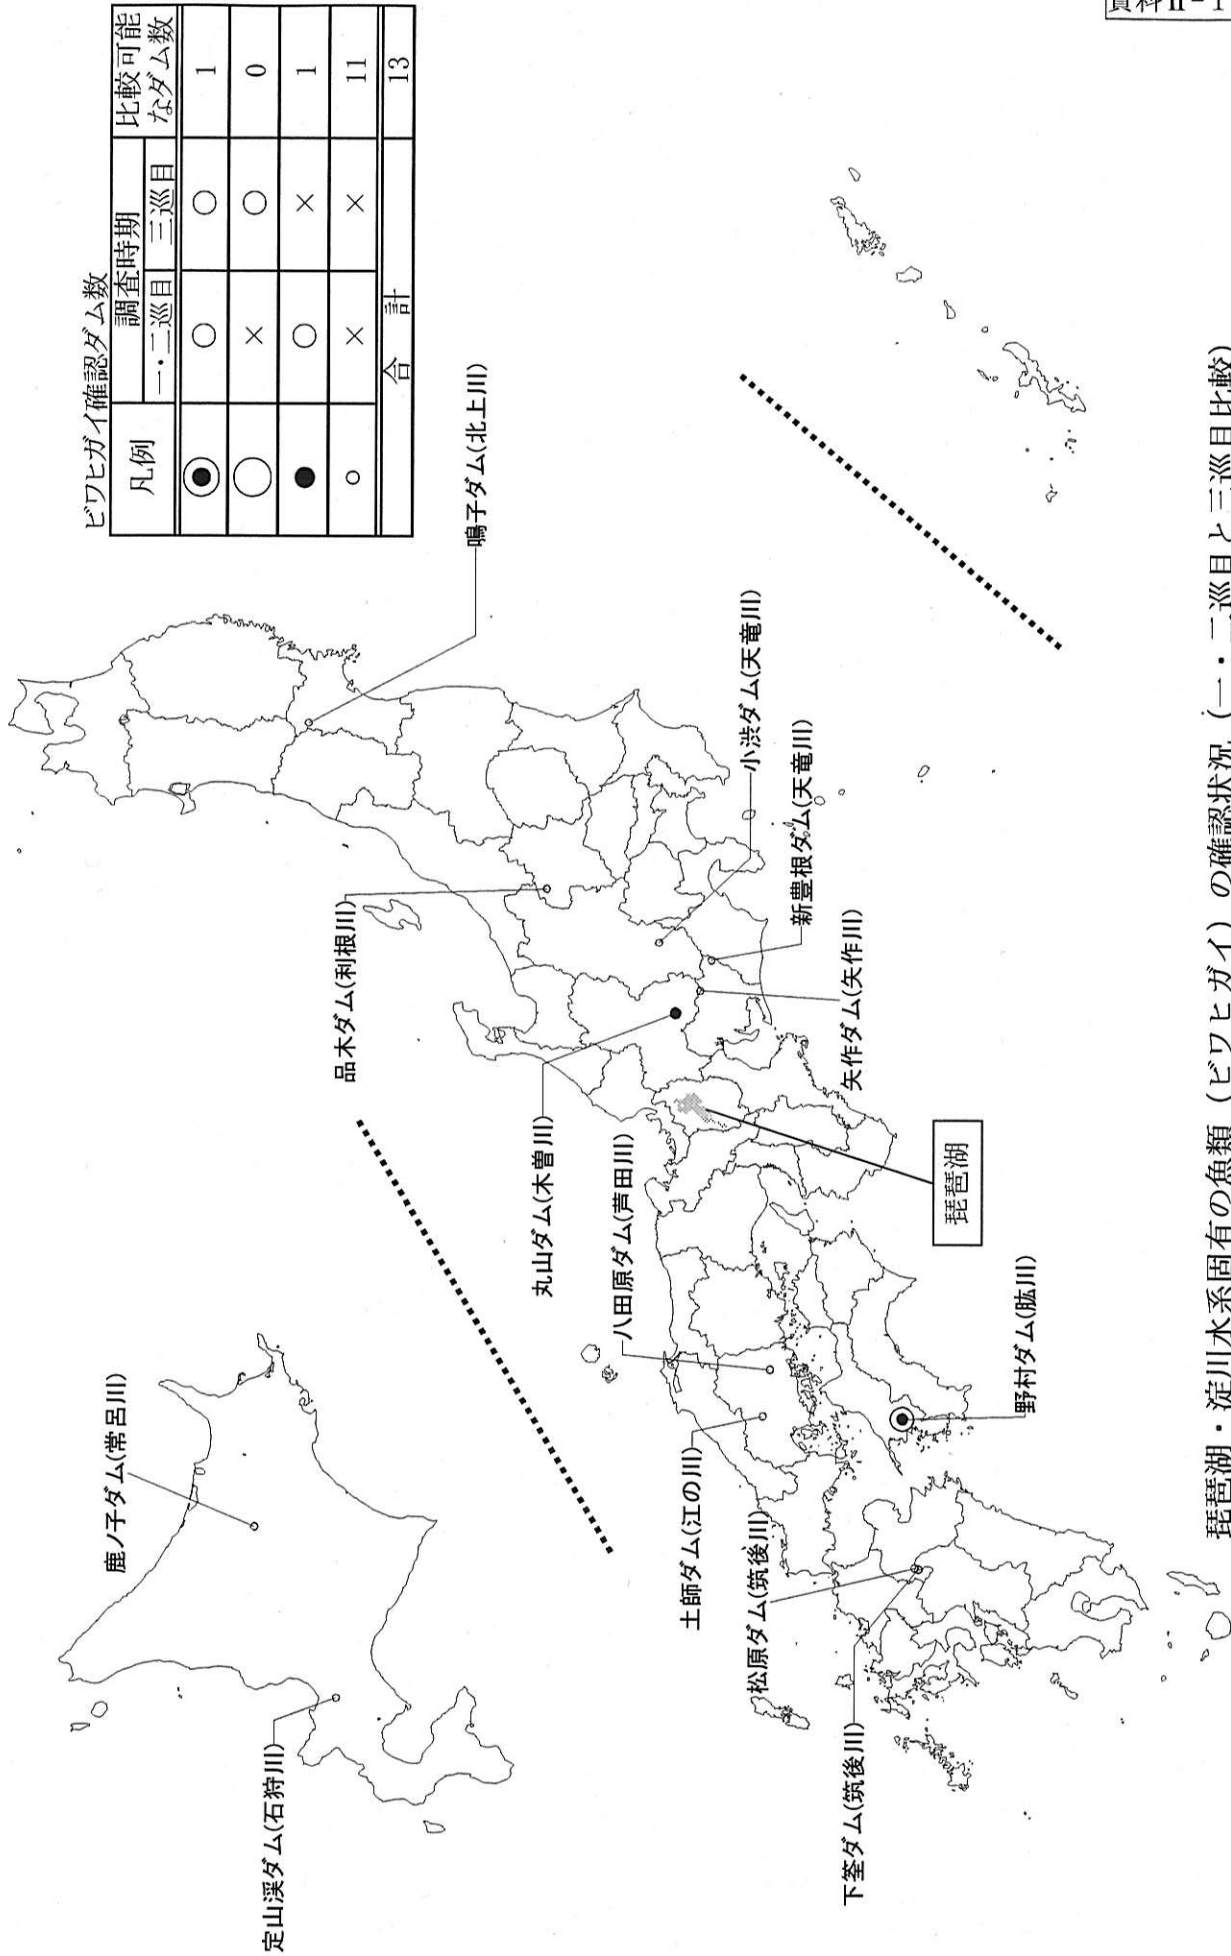 資料Ⅱ-1
ビワヒガイ確認ダム数
凡例 調査時期 比較可能なダム数
一・二巡目 三巡目
◉ ○ ○ 1
○ × ○ 0
● ○ × 1
○ × × 11
合 計 13
鹿ノ子ダム(常呂川)
定山渓ダム(石狩川)
鳴子ダム(北上川)
品木ダム(利根川)
小渋ダム(天竜川)
新豊根ダム(天竜川)
矢作ダム(矢作川)
丸山ダム(木曽川)
琵琶湖
八田原ダム(芦田川)
土師ダム(江の川)
野村ダム(肱川)
松原ダム(筑後川)
下筌ダム(筑後川)
琵琶湖・淀川水系固有の魚類(ビワヒガイ)の確認状況(一・二巡目と三巡目比較)